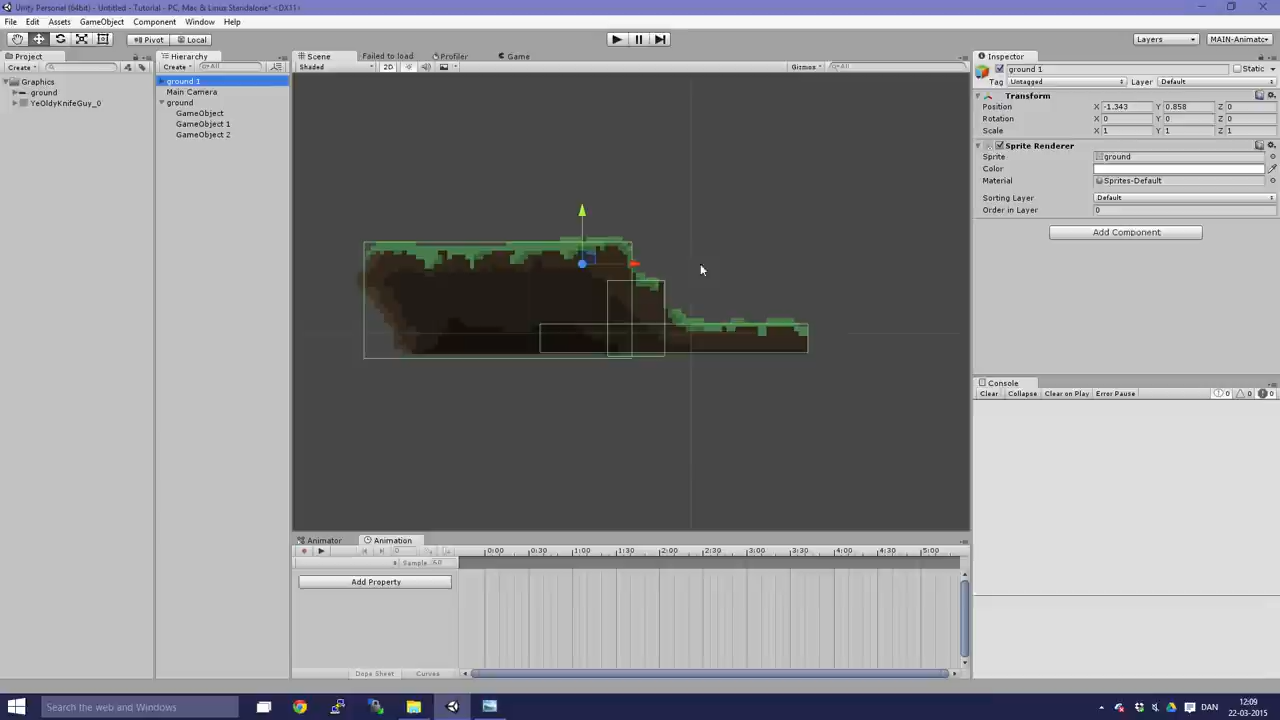 Unity Personal (64bit) - Untitled - Tutorial - PC, Mac & Linux Standalone* <DX11>
File Edit Assets GameObject Component Window Help
Pivot Local Layers MAIN-Animatc
Project Hierarchy Scene Failed to load Profiler Game Inspector
Create Create All Shaded 2D Gizmos All
ground 1 Static
Tag Untagged Layer Default
Graphics
ground
YeOldyKnifeGuy_0
ground 1
Main Camera
ground
GameObject
GameObject 1
GameObject 2
Transform
Position X -1.343 Y 0.858 Z 0
Rotation X 0 Y 0 Z 0
Scale X 1 Y 1 Z 1
Sprite Renderer
Sprite ground
Color
Material Sprites-Default
Sorting Layer Default
Order in Layer 0
Add Component
Console
Clear Collapse Clear on Play Error Pause 0 0 0
Animator Animation
0 0:00 0:30 1:00 1:30 2:00 2:30 3:00 3:30 4:00 4:30 5:00
Sample 60
Add Property
Dope Sheet Curves
Search the web and Windows
DAN
12:09
22-03-2015